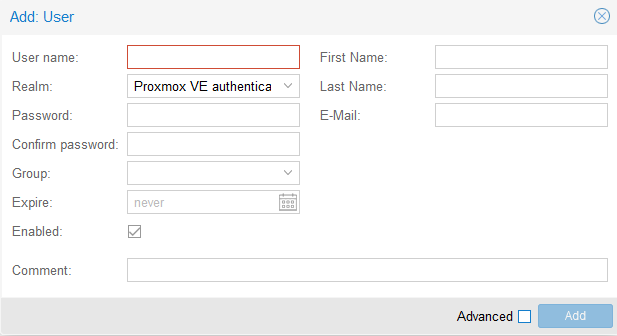 Add: User
User name:
First Name:
Realm:
Proxmox VE authentica
Last Name:
Password:
E-Mail:
Confirm password:
Group:
Expire:
never
Enabled:
Comment:
Advanced
Add